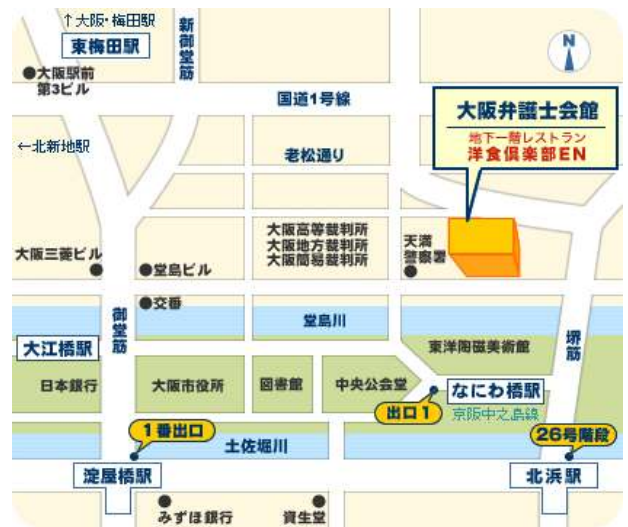 ↑大阪・梅田駅
東梅田駅
新御堂筋
N
大阪駅前
第3ビル
国道1号線
大阪弁護士会館
地下一階レストラン
洋食倶楽部EN
←北新地駅
老松通り
大阪高等裁判所
大阪地方裁判所
大阪簡易裁判所
天満
警察署
大阪三菱ビル
堂島ビル
交番
御堂筋
堂島川
堺筋
大江橋駅
東洋陶磁美術館
日本銀行
大阪市役所
図書館
中央公会堂
なにわ橋駅
出口1
京阪中之島線
1番出口
土佐堀川
26号階段
淀屋橋駅
北浜駅
みずほ銀行
資生堂